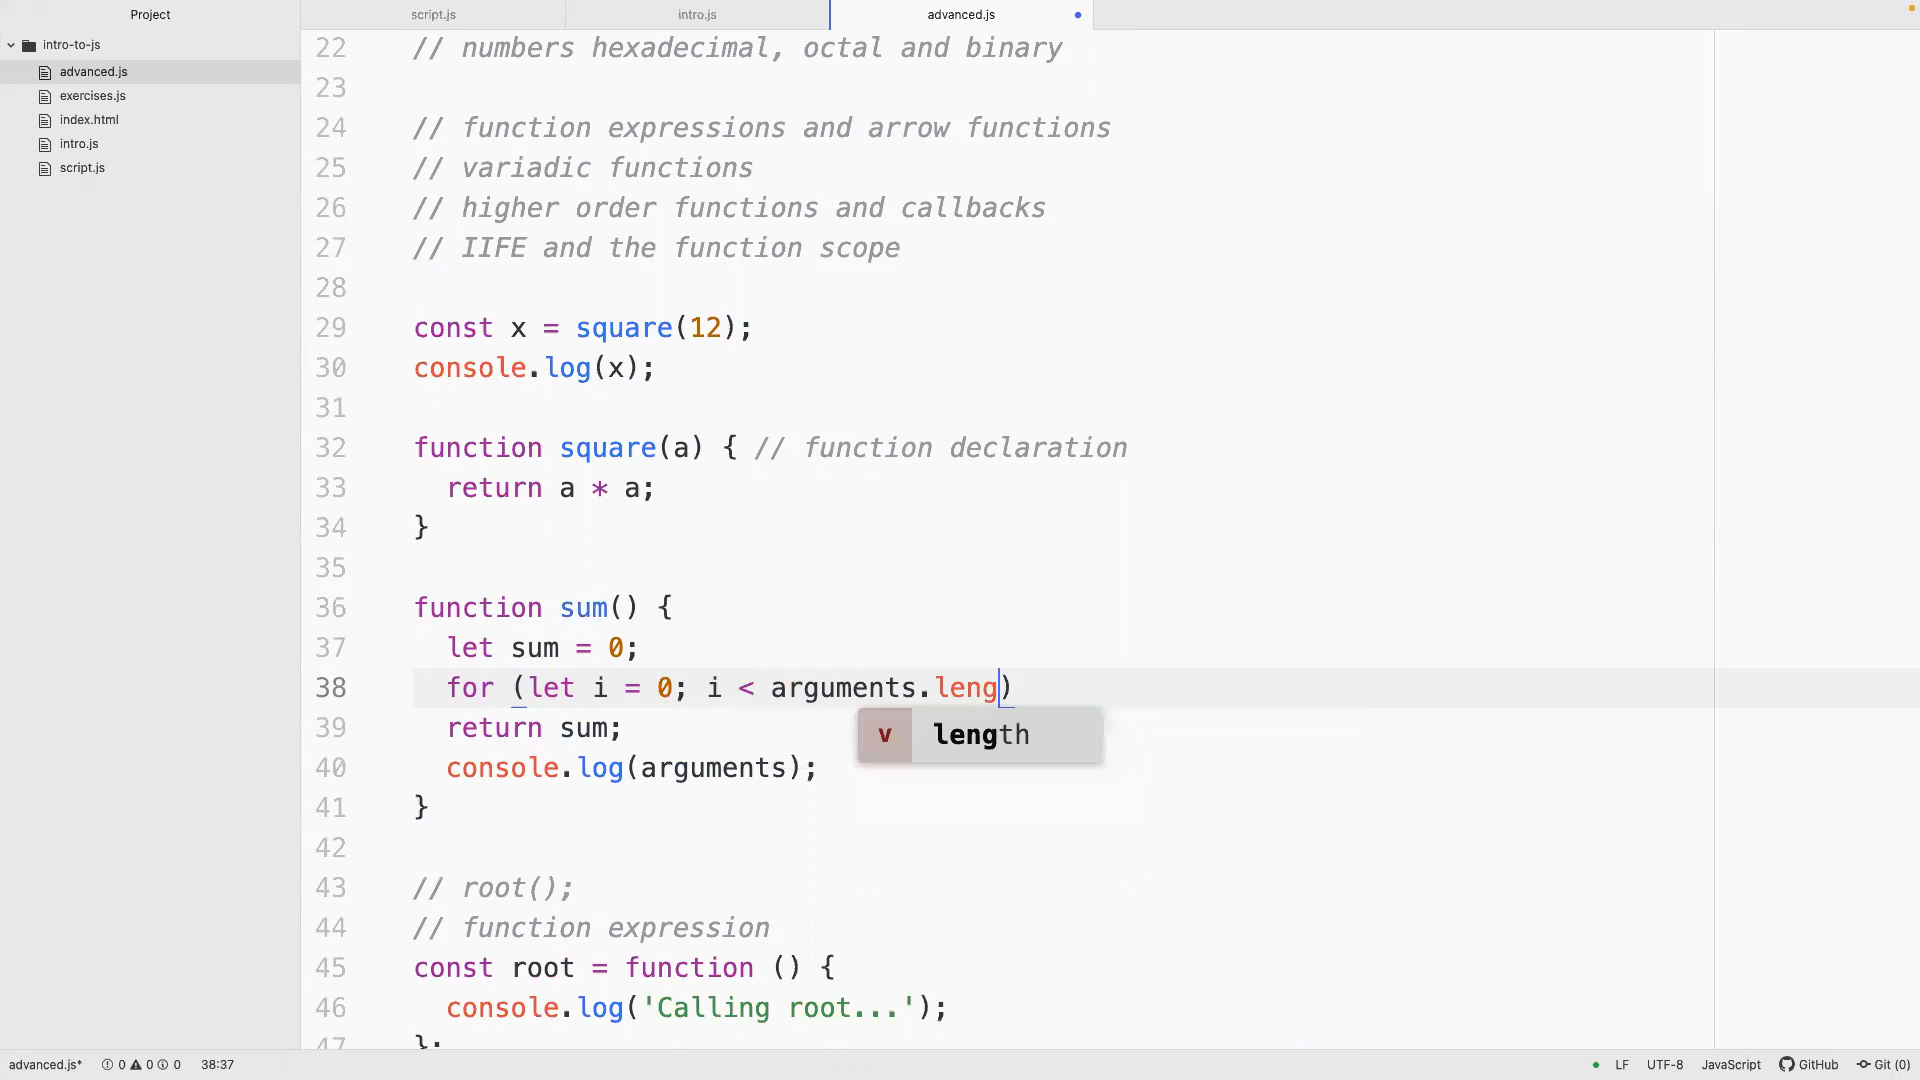 Project
script.js
intro.js
advanced.js
intro-to-js
advanced.js
exercises.js
index.html
intro.js
script.js
22 // numbers hexadecimal, octal and binary
23
24 // function expressions and arrow functions
25 // variadic functions
26 // higher order functions and callbacks
27 // IIFE and the function scope
28
29 const x = square(12);
30 console.log(x);
31
32 function square(a) { // function declaration
33 return a * a;
34 }
35
36 function sum() {
37 let sum = 0;
38 for (let i = 0; i < arguments.leng)
v length
39 return sum;
40 console.log(arguments);
41 }
42
43 // root();
44 // function expression
45 const root = function () {
46 console.log('Calling root...');
47 };
advanced.js* 0 0 0 38:37
LF UTF-8 JavaScript GitHub Git (0)